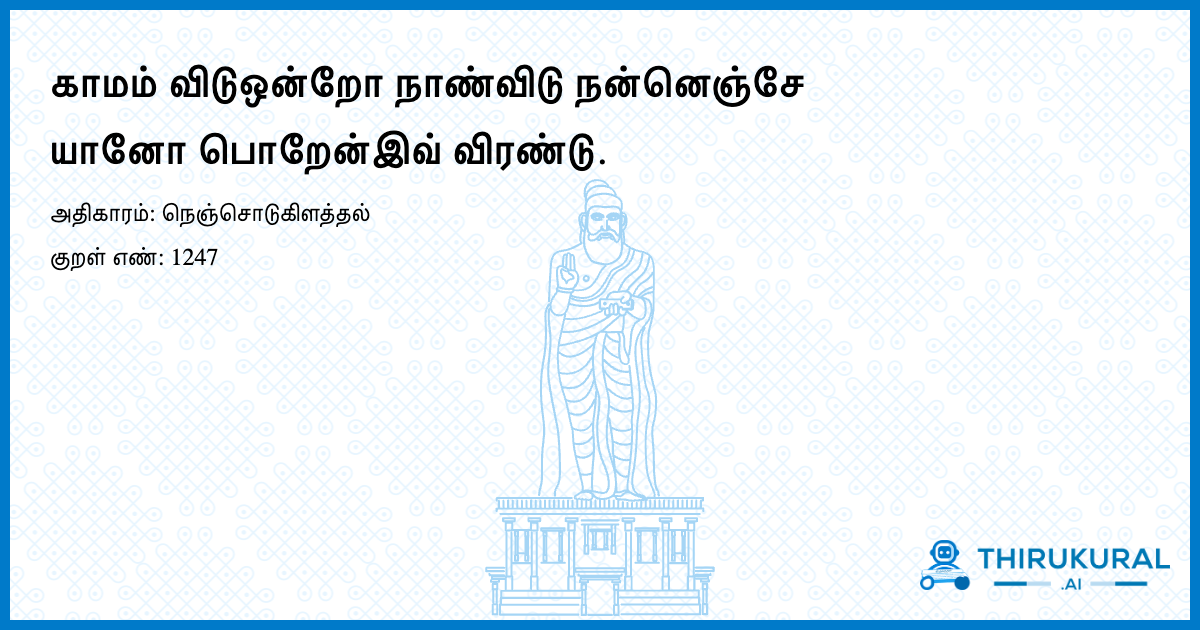 காமம் விடுஒன்றோ நாண்விடு நன்னெஞ்சே
யானோ பொறேன்இவ் விரண்டு.
அதிகாரம்: நெஞ்சொடுகிளத்தல்
குறள் எண்: 1247
THIRUKURAL
.AI